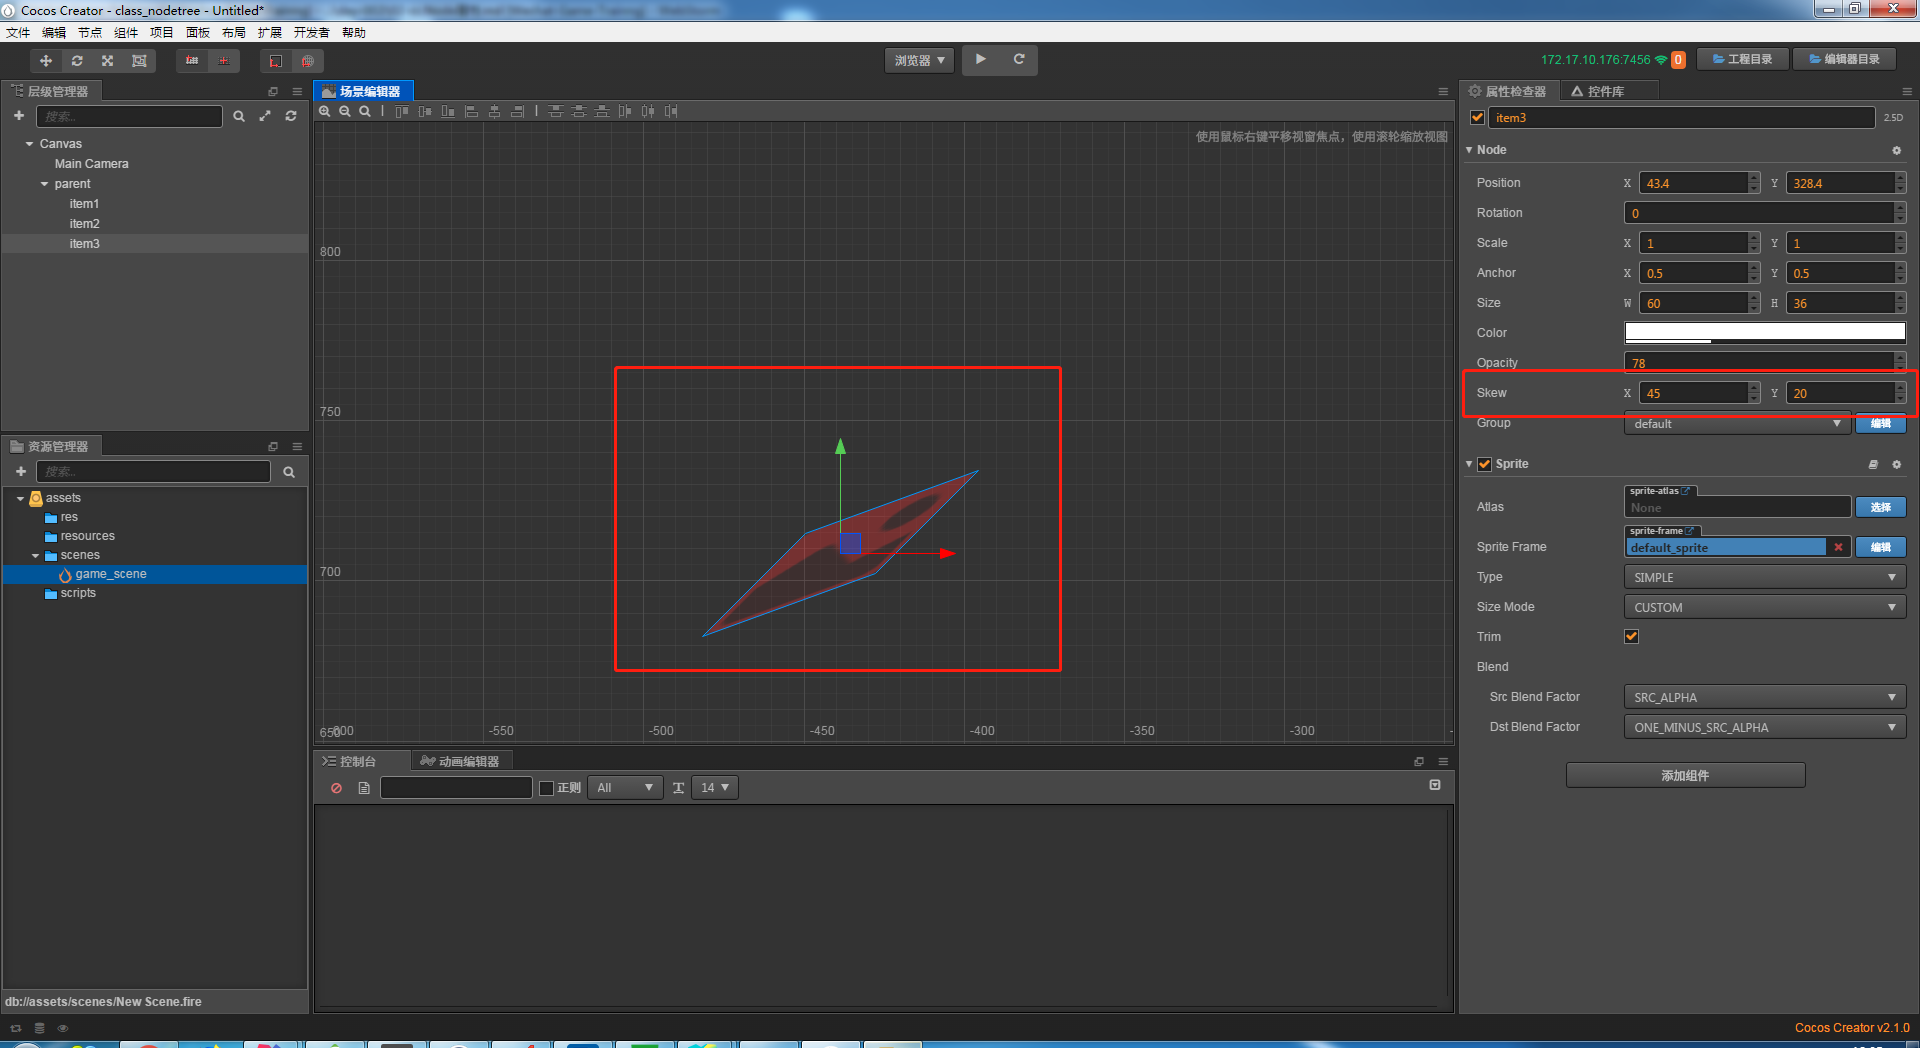 Cocos Creator - class_nodetree - Untitled*
文件 编辑 节点 组件 项目 面板 布局 扩展 开发者 帮助
浏览器
172.17.10.176:7456
0
工程目录
编辑器目录
层级管理器
搜索...
Canvas
Main Camera
parent
item1
item2
item3
资源管理器
搜索...
assets
res
resources
scenes
game_scene
scripts
db://assets/scenes/New Scene.fire
场景编辑器
使用鼠标右键平移视窗焦点，使用滚轮缩放视图
800
750
700
650
-550
-500
-450
-400
-350
-300
控制台
动画编辑器
正则
All
14
属性检查器
控件库
item3
2.5D
Node
Position X 43.4 Y 328.4
Rotation 0
Scale X 1 Y 1
Anchor X 0.5 Y 0.5
Size W 60 H 36
Color
Opacity 78
Skew X 45 Y 20
Group default 编辑
Sprite
sprite-atlas
Atlas None 选择
sprite-frame
Sprite Frame default_sprite 编辑
Type SIMPLE
Size Mode CUSTOM
Trim
Blend
Src Blend Factor SRC_ALPHA
Dst Blend Factor ONE_MINUS_SRC_ALPHA
添加组件
Cocos Creator v2.1.0